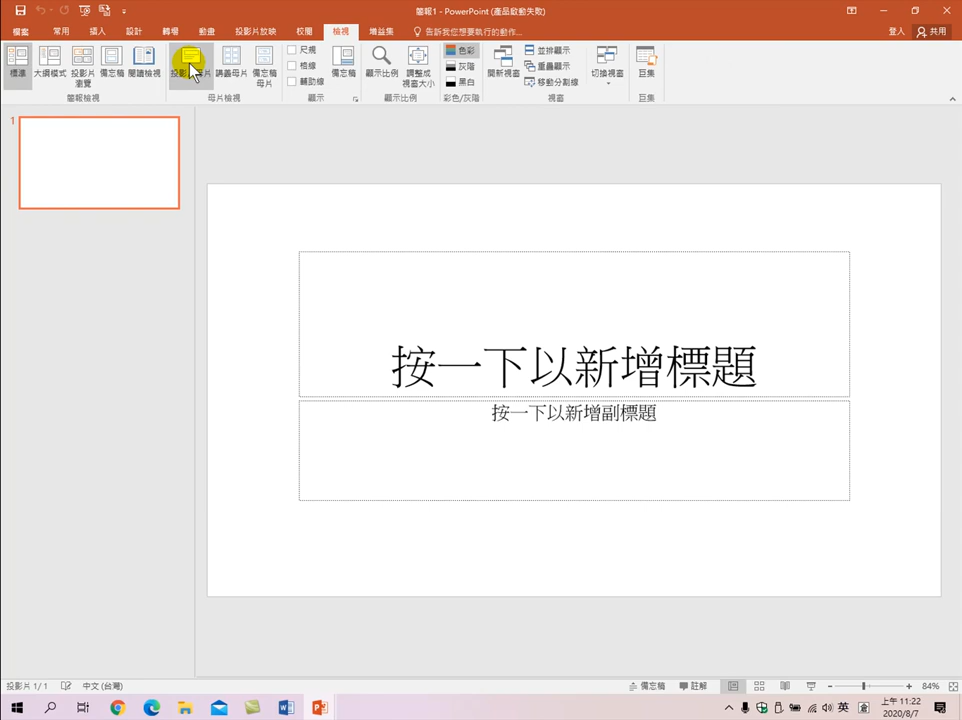 簡報1 - PowerPoint (產品啟動失敗)
檔案 常用 插入 設計 轉場 動畫 投影片放映 校閱 檢視 增益集 告訴我您想要執行的動作... 登入 共用
標準 大綱模式 投影片瀏覽 備忘稿 閱讀檢視
講義母片 備忘稿母片
尺規
格線
輔助線
備忘稿
顯示比例 調整成視窗大小
色彩
灰階
黑白
開新視窗
並排顯示
重疊顯示
移動分割線
切換視窗
巨集
簡報檢視 母片檢視 顯示 顯示比例 彩色/灰階 視窗 巨集
1
按一下以新增標題
按一下以新增副標題
投影片 1/1 中文 (台灣) 備忘稿 註解 84%
英
上午 11:22
2020/8/7